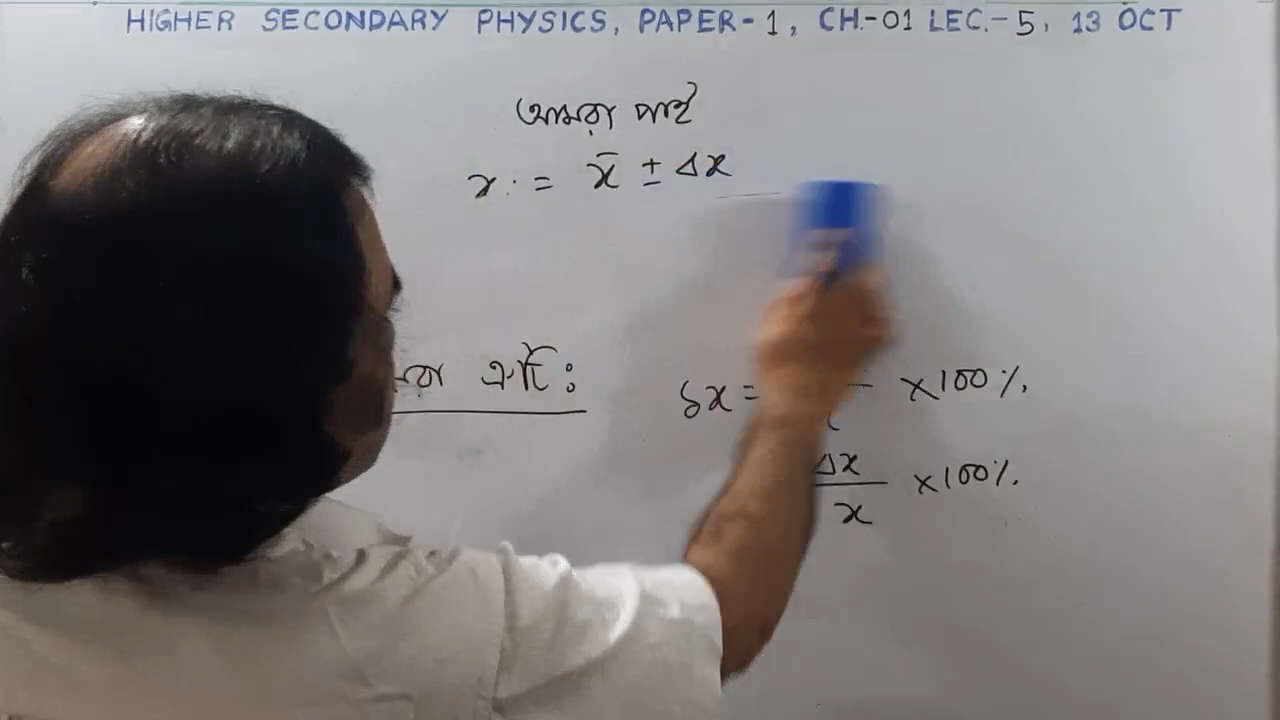 HIGHER SECONDARY PHYSICS, PAPER-1, CH.-01 LEC.-5, 13 OCT
আমরা পাই
x = x̄ ± Δx
δx = × 100%
Δx/x × 100%